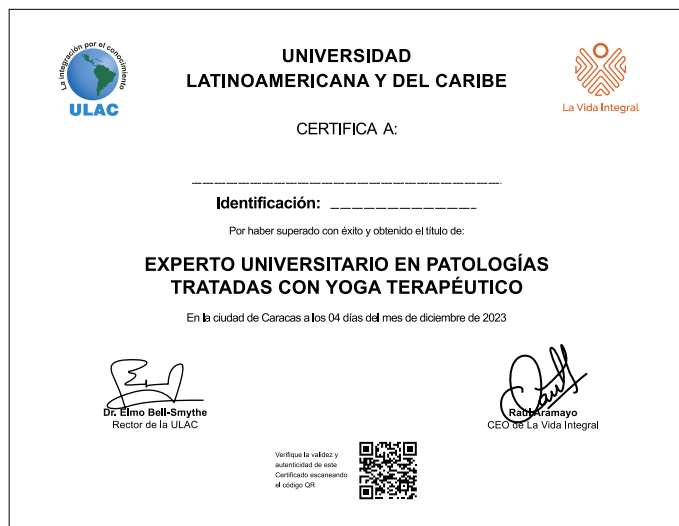 La integración por el conocimiento
ULAC
UNIVERSIDAD
LATINOAMERICANA Y DEL CARIBE
La Vida Integral
CERTIFICA A:
Identificación:
Por haber superado con éxito y obtenido el título de:
EXPERTO UNIVERSITARIO EN PATOLOGÍAS
TRATADAS CON YOGA TERAPÉUTICO
En la ciudad de Caracas a los 04 días del mes de diciembre de 2023
Dr. Elmo Bell-Smythe
Rector de la ULAC
Raúl Aramayo
CEO de La Vida Integral
Verifique la validez y
autenticidad de este
Certificado escaneando
el código QR